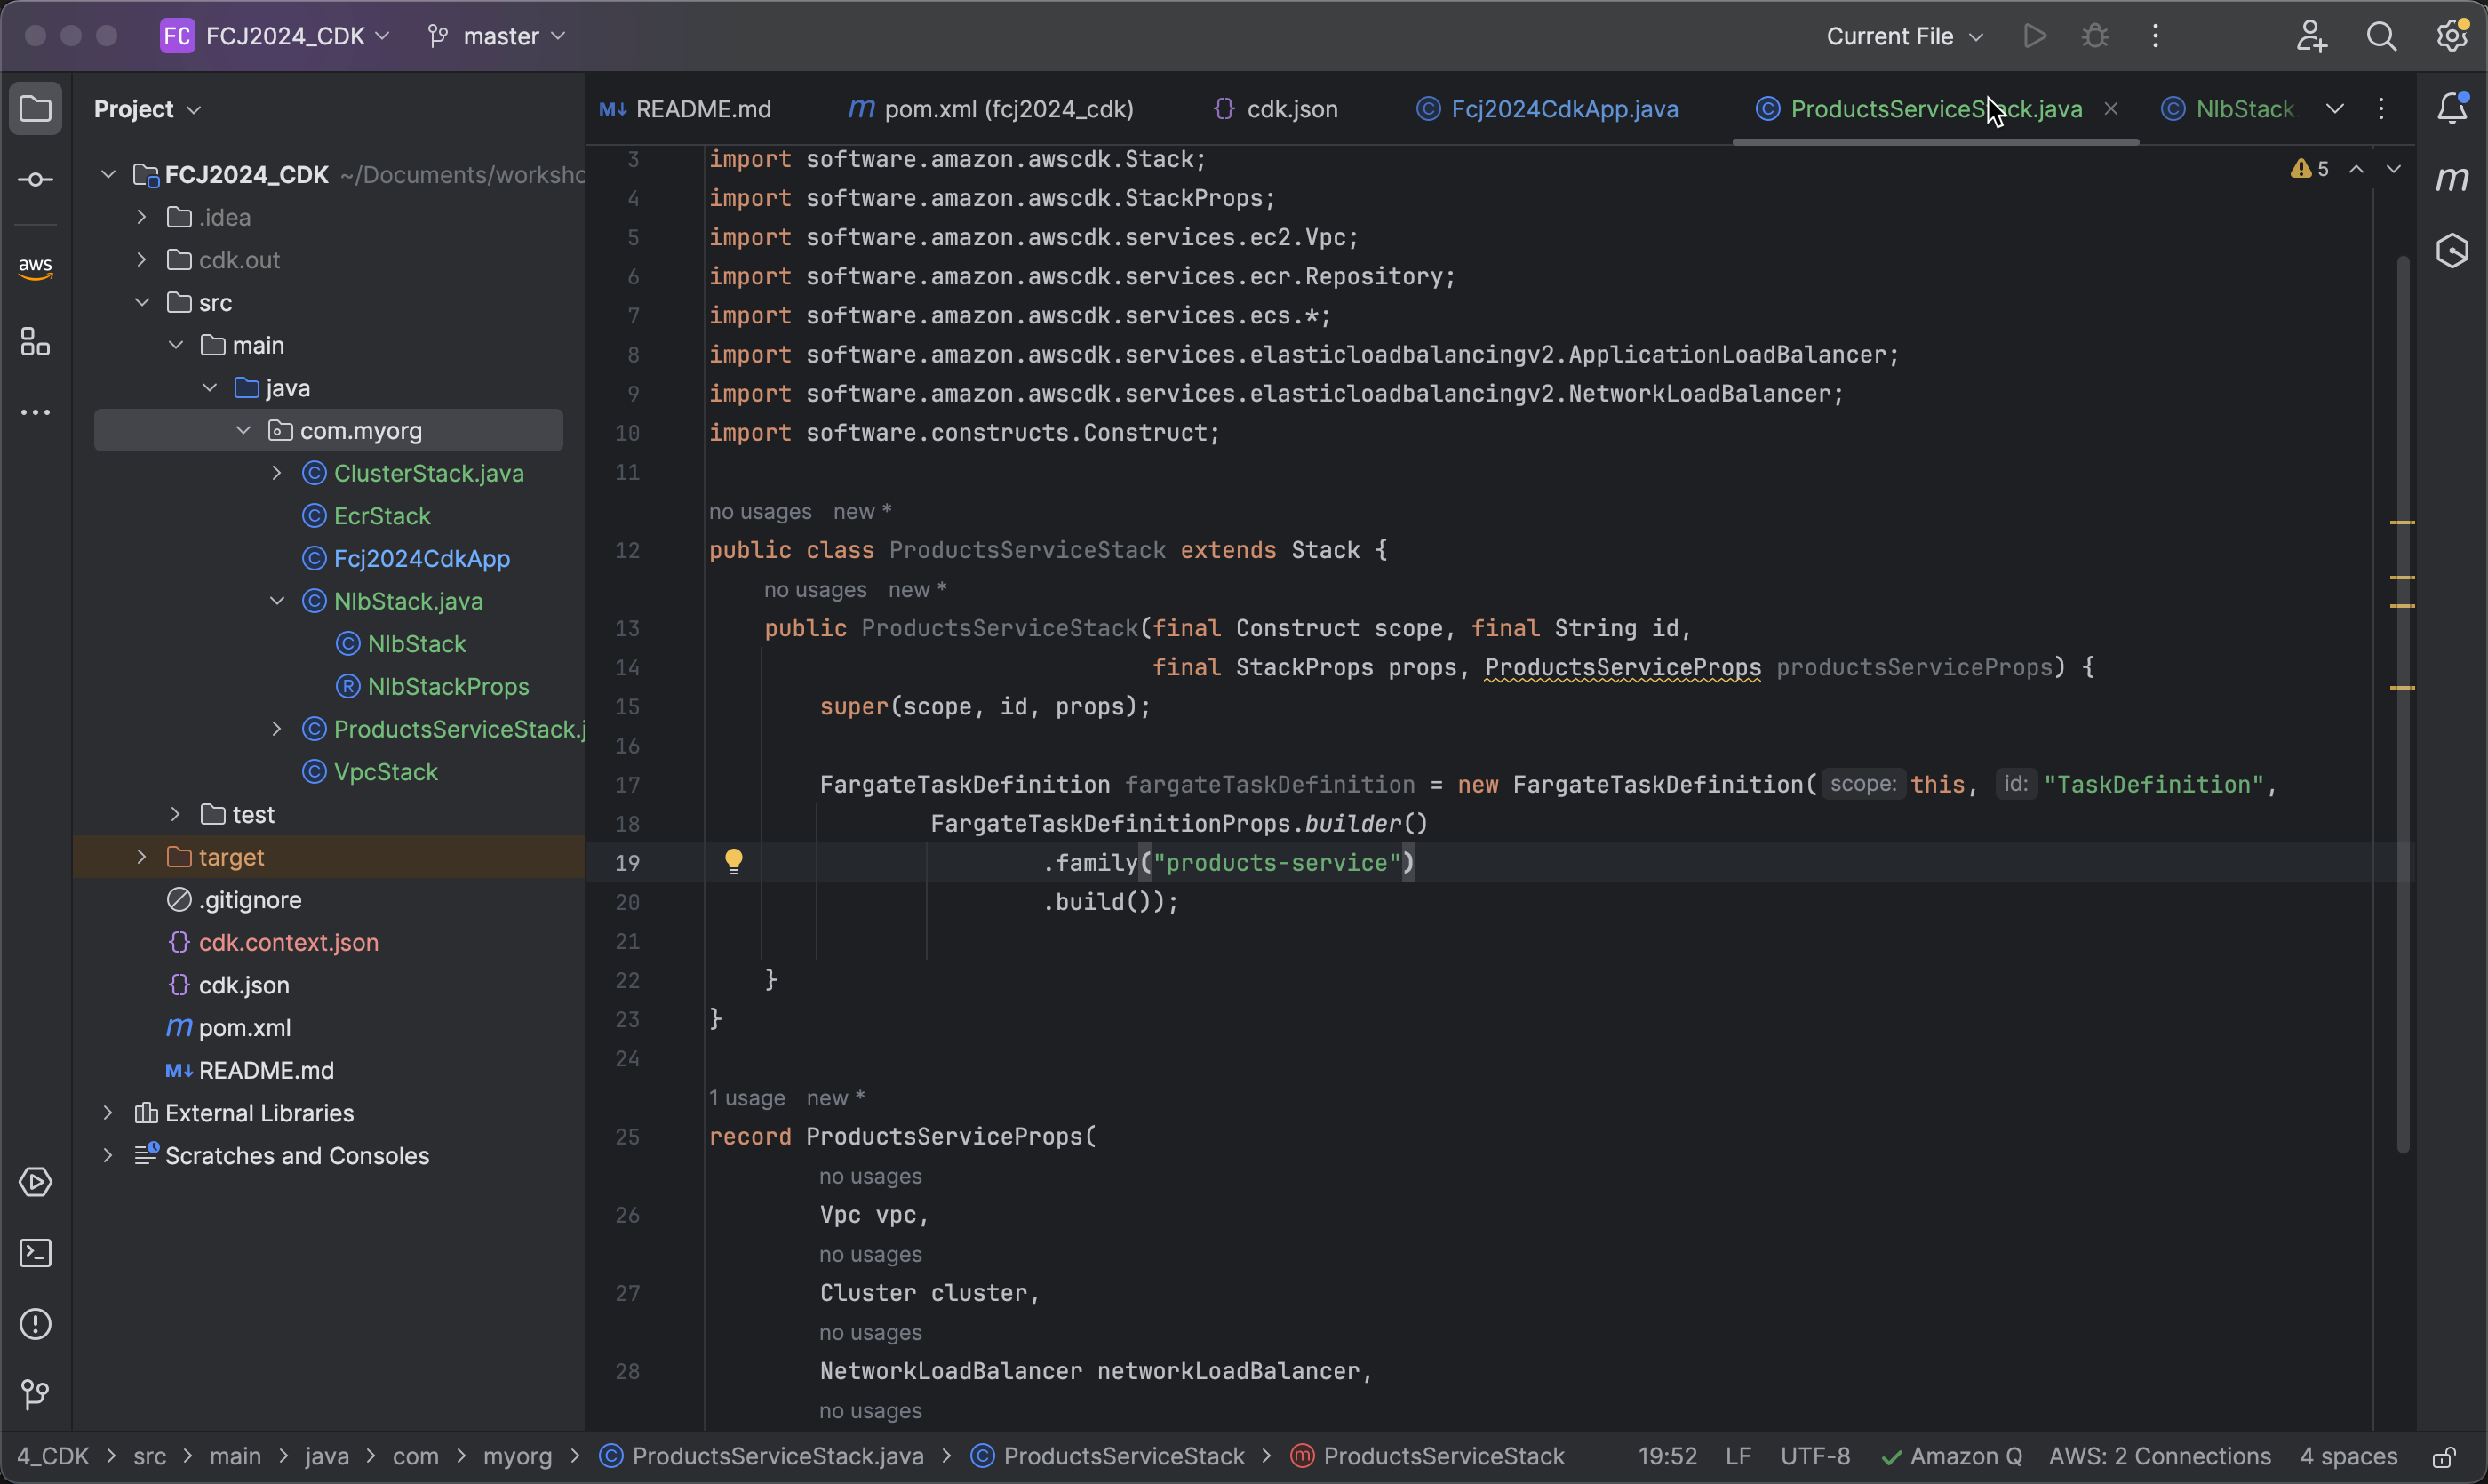 FC FCJ2024_CDK master Current File
Project
README.md pom.xml (fcj2024_cdk) cdk.json Fcj2024CdkApp.java ProductsServiceStack.java NlbStack
FCJ2024_CDK ~/Documents/worksho
.idea
cdk.out
src
main
java
com.myorg
ClusterStack.java
EcrStack
Fcj2024CdkApp
NlbStack.java
NlbStack
NlbStackProps
ProductsServiceStack.j
VpcStack
test
target
.gitignore
cdk.context.json
cdk.json
pom.xml
README.md
External Libraries
Scratches and Consoles
aws
5
3 import software.amazon.awscdk.Stack;
4 import software.amazon.awscdk.StackProps;
5 import software.amazon.awscdk.services.ec2.Vpc;
6 import software.amazon.awscdk.services.ecr.Repository;
7 import software.amazon.awscdk.services.ecs.*;
8 import software.amazon.awscdk.services.elasticloadbalancingv2.ApplicationLoadBalancer;
9 import software.amazon.awscdk.services.elasticloadbalancingv2.NetworkLoadBalancer;
10 import software.constructs.Construct;
11
no usages new *
12 public class ProductsServiceStack extends Stack {
no usages new *
13 public ProductsServiceStack(final Construct scope, final String id,
14 final StackProps props, ProductsServiceProps productsServiceProps) {
15 super(scope, id, props);
16
17 FargateTaskDefinition fargateTaskDefinition = new FargateTaskDefinition( scope: this, id: "TaskDefinition",
18 FargateTaskDefinitionProps.builder()
19 .family("products-service")
20 .build());
21
22 }
23 }
24
1 usage new *
25 record ProductsServiceProps(
no usages
26 Vpc vpc,
no usages
27 Cluster cluster,
no usages
28 NetworkLoadBalancer networkLoadBalancer,
no usages
4_CDK > src > main > java > com > myorg > ProductsServiceStack.java > ProductsServiceStack > ProductsServiceStack 19:52 LF UTF-8 Amazon Q AWS: 2 Connections 4 spaces